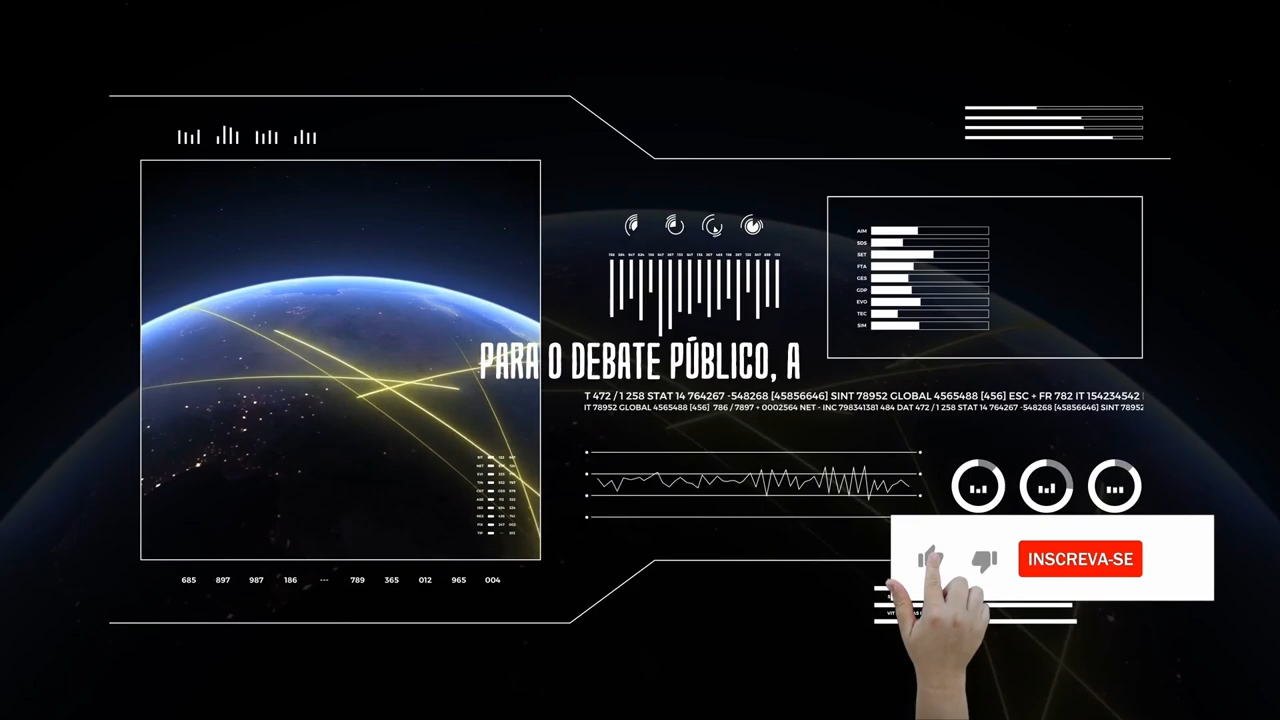 AIM
SDS
SET
FTA
GES
GDP
EVO
TEC
SIM
PARA O DEBATE PÚBLICO, A
T 472 / 1 258 STAT 14 764267 -548268 [45856646] SINT 78952 GLOBAL 4565488 [456] ESC + FR 782 IT 154234542
IT 78952 GLOBAL 4565488 [456] 786 / 7897 + 0002564 NET - INC 798341381 484 DAT 472 / 1 258 STAT 14 764267 -548268 [45856646] SINT 7895
INSCREVA-SE
685 897 987 186 --- 789 365 012 965 004